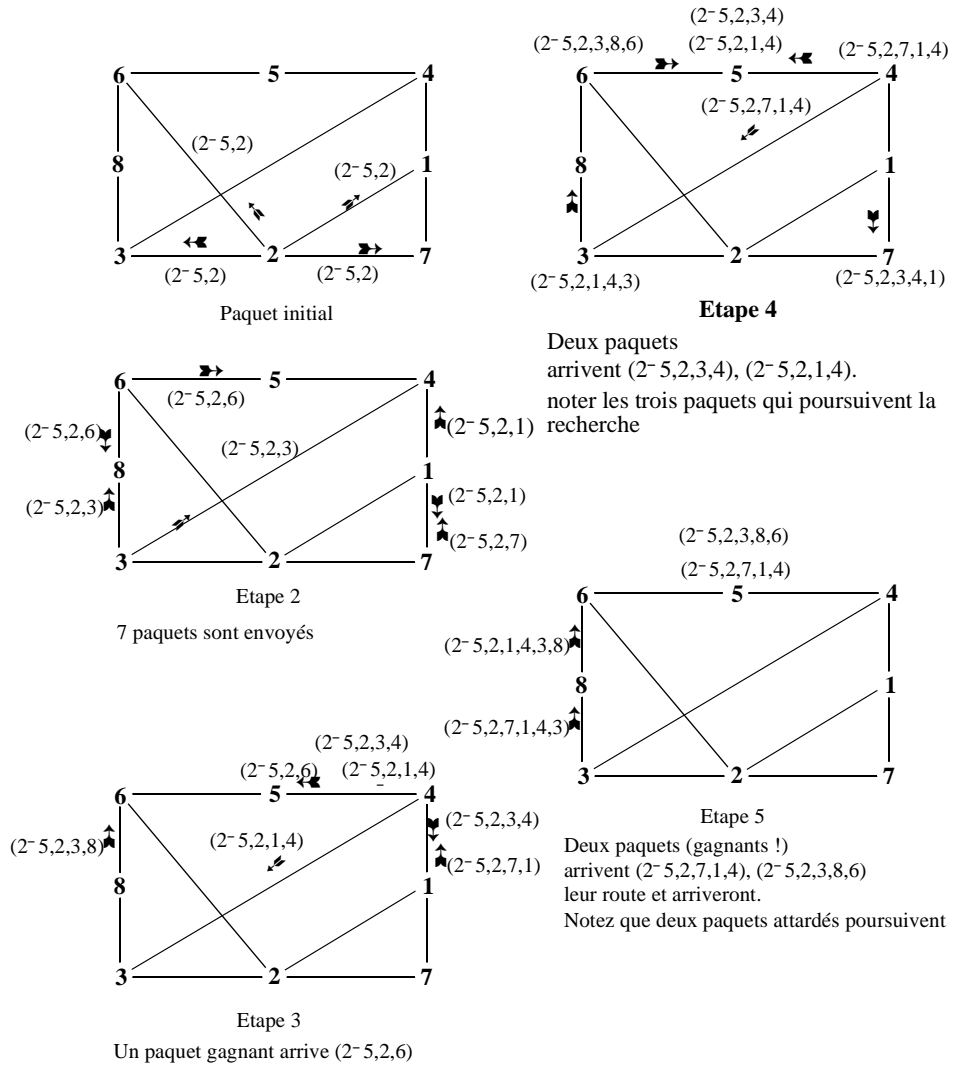 6 5 4
(2⁻5,2)
8 (2⁻5,2) 1
3 2 7
(2⁻5,2) (2⁻5,2)
Paquet initial
6 5 4
(2⁻5,2,6)
(2⁻5,2,6) (2⁻5,2,3) (2⁻5,2,1)
8 1
(2⁻5,2,3) (2⁻5,2,1)
(2⁻5,2,7)
3 2 7
Etape 2
7 paquets sont envoyés
(2⁻5,2,3,4)
(2⁻5,2,6) (2⁻5,2,1,4)
6 5 4
(2⁻5,2,3,8) (2⁻5,2,1,4) (2⁻5,2,3,4)
(2⁻5,2,7,1)
8 1
3 2 7
Etape 3
Un paquet gagnant arrive (2⁻5,2,6)
(2⁻5,2,3,4)
(2⁻5,2,3,8,6) (2⁻5,2,1,4) (2⁻5,2,7,1,4)
6 5 4
(2⁻5,2,7,1,4)
8 1
3 2 7
(2⁻5,2,1,4,3) (2⁻5,2,3,4,1)
Etape 4
Deux paquets
arrivent (2⁻5,2,3,4), (2⁻5,2,1,4).
noter les trois paquets qui poursuivent la
recherche
(2⁻5,2,3,8,6)
(2⁻5,2,7,1,4)
6 5 4
(2⁻5,2,1,4,3,8)
8 1
(2⁻5,2,7,1,4,3)
3 2 7
Etape 5
Deux paquets (gagnants !)
arrivent (2⁻5,2,7,1,4), (2⁻5,2,3,8,6)
leur route et arriveront.
Notez que deux paquets attardés poursuivent